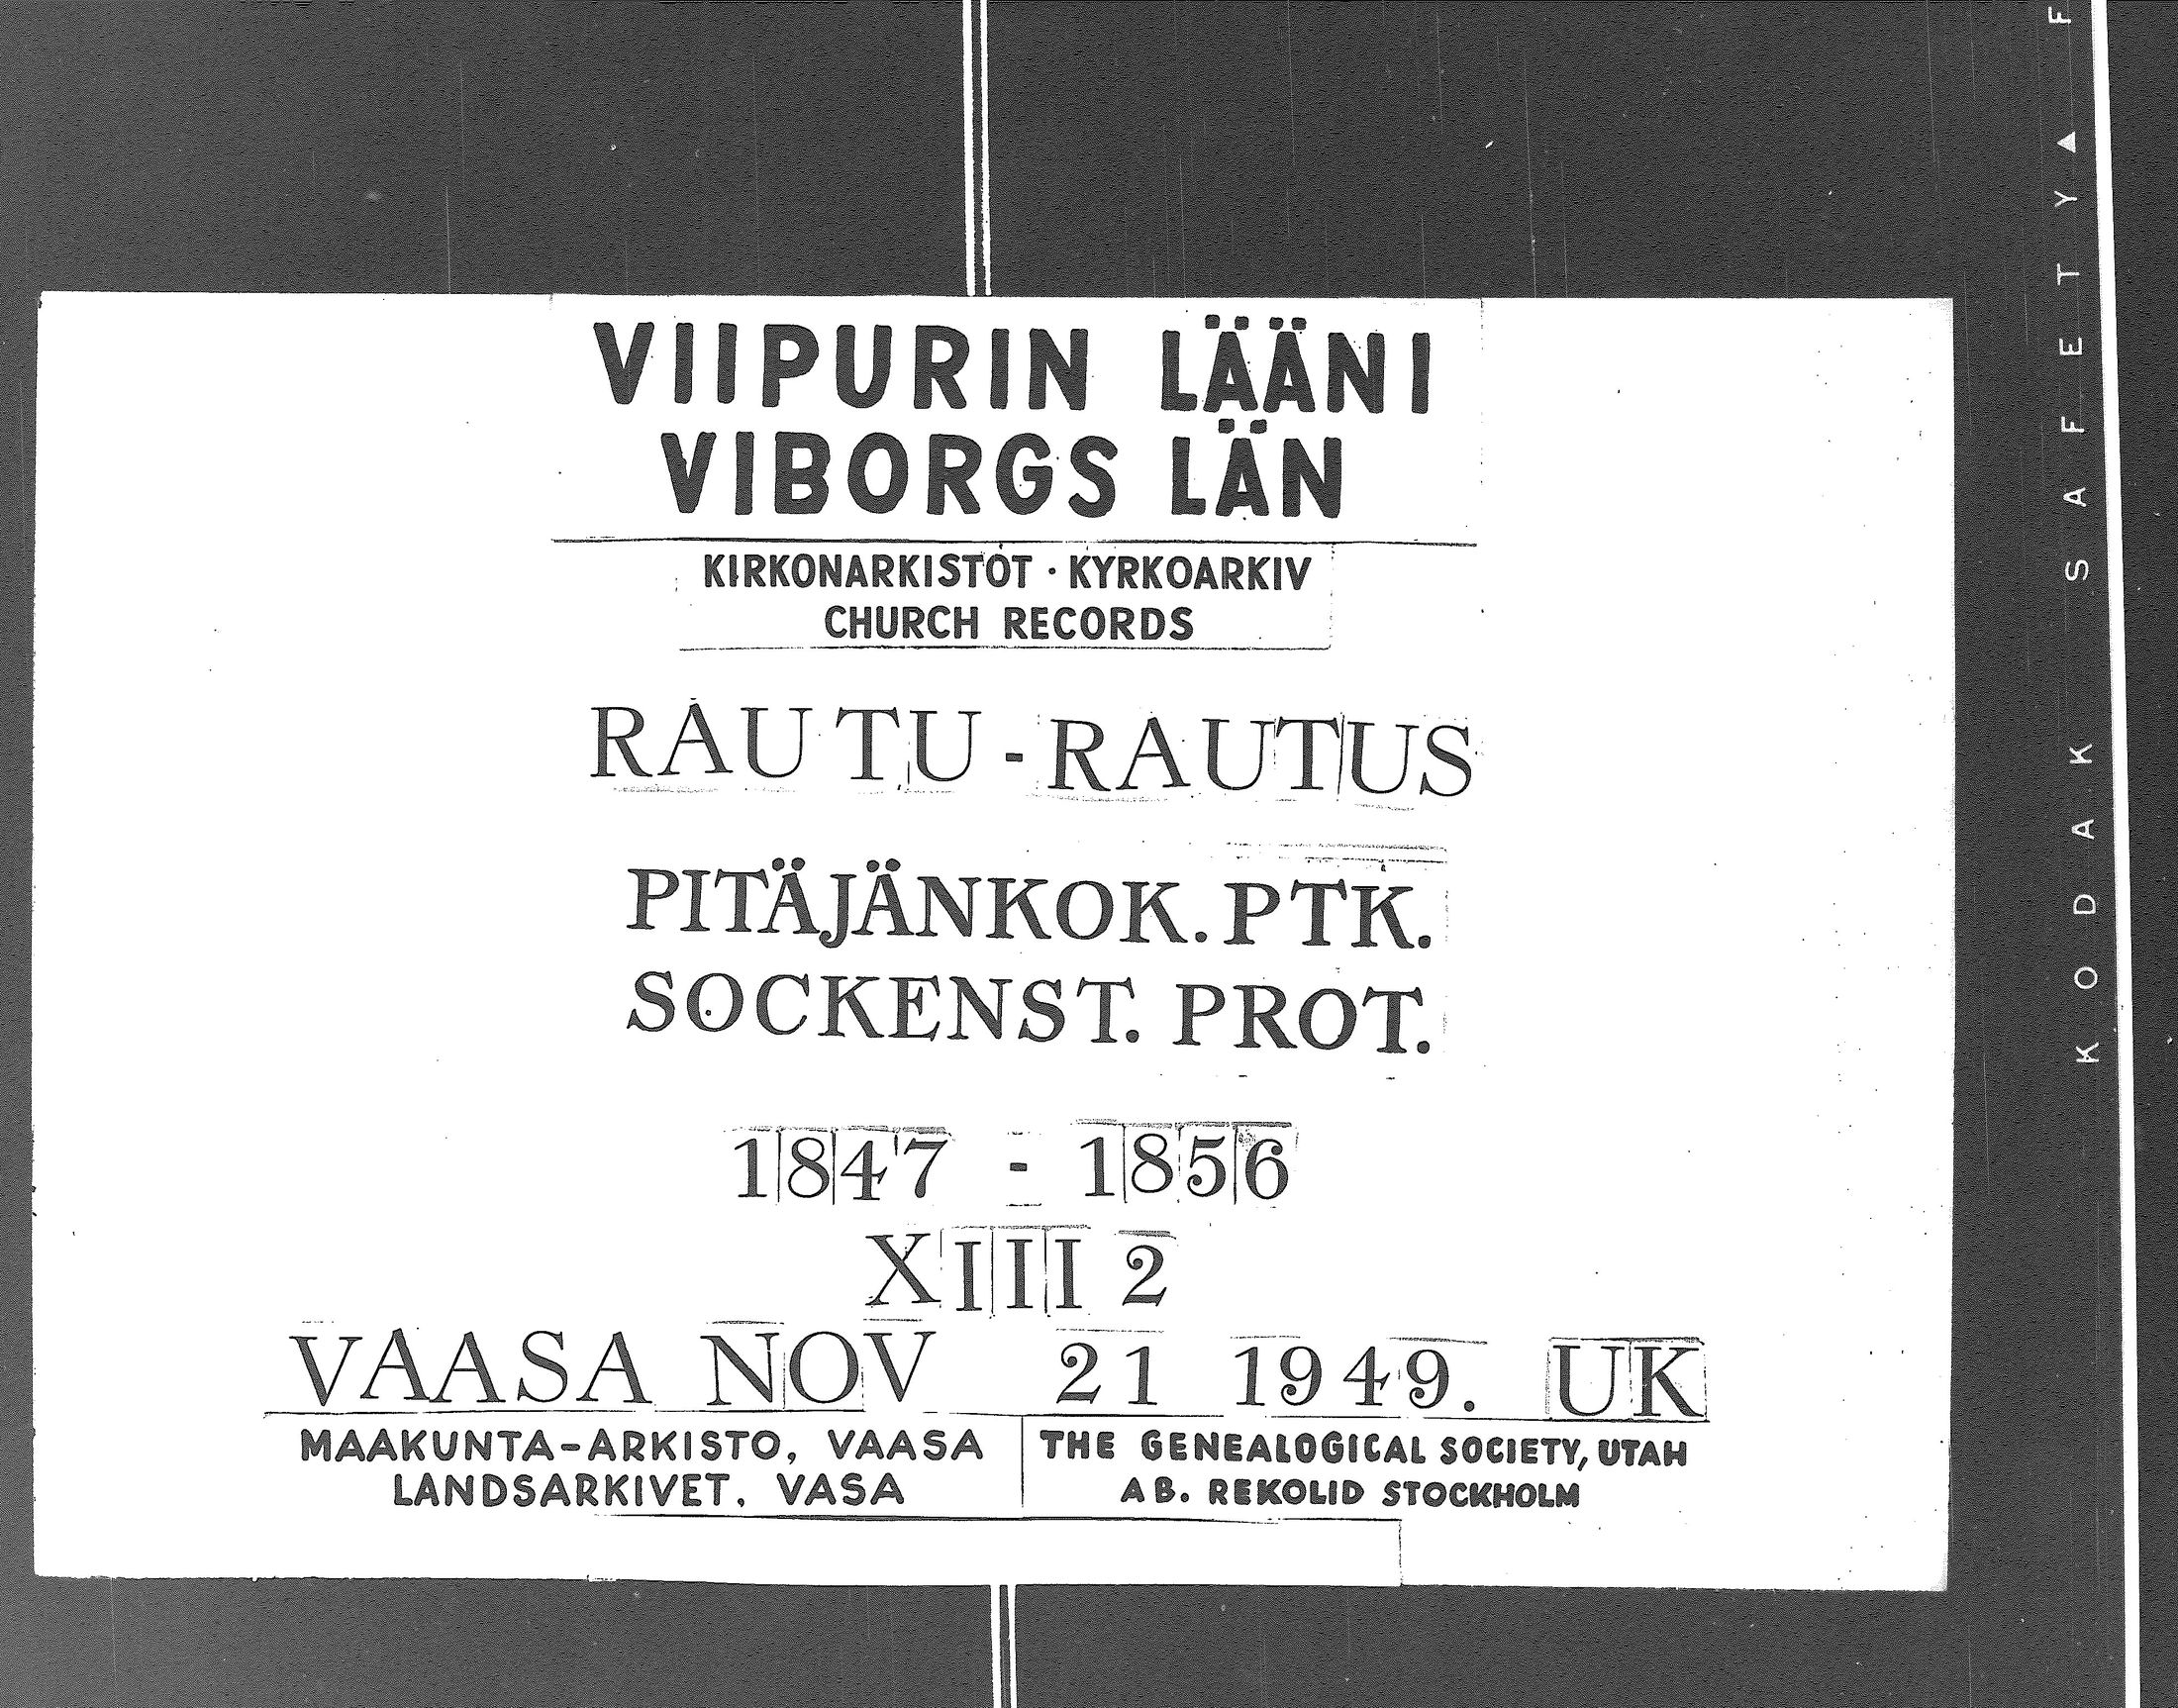 VIIPURIN LÄÄNI
VIBORGS LÄN
KIRKONARKISTOT · KYRKOARKIV
CHURCH RECORDS
RAUTU - RAUTUS
PITÄJÄNKOK. PTK.
SOCKENST. PROT.
1847 - 1856
XIII 2
VAASA NOV 21 1949. UK
MAAKUNTA-ARKISTO, VAASA
LANDSARKIVET, VASA
THE GENEALOGICAL SOCIETY, UTAH
AB. REKOLID STOCKHOLM
KODAK SAFETY ▲ F